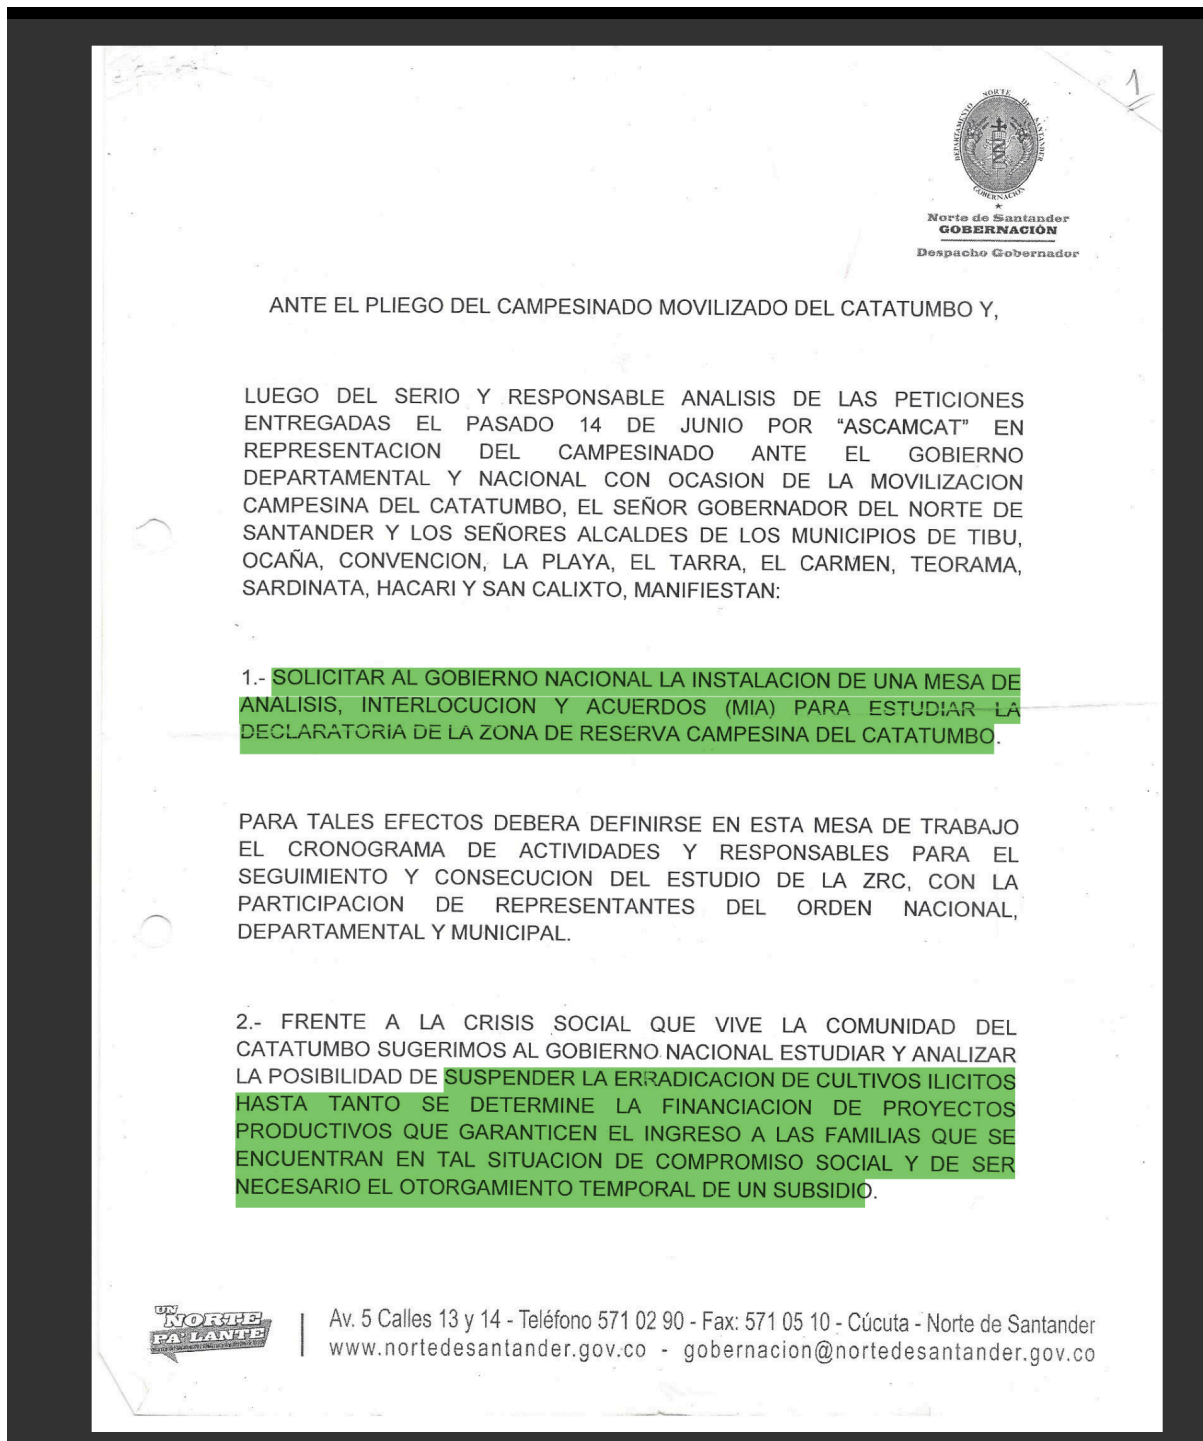 1
DEPARTAMENTO NORTE DE SANTANDER
GOBERNACION
Norte de Santander
GOBERNACIÓN
Despacho Gobernador
ANTE EL PLIEGO DEL CAMPESINADO MOVILIZADO DEL CATATUMBO Y,
LUEGO DEL SERIO Y RESPONSABLE ANALISIS DE LAS PETICIONES
ENTREGADAS EL PASADO 14 DE JUNIO POR “ASCAMCAT” EN
REPRESENTACION DEL CAMPESINADO ANTE EL GOBIERNO
DEPARTAMENTAL Y NACIONAL CON OCASION DE LA MOVILIZACION
CAMPESINA DEL CATATUMBO, EL SEÑOR GOBERNADOR DEL NORTE DE
SANTANDER Y LOS SEÑORES ALCALDES DE LOS MUNICIPIOS DE TIBU,
OCAÑA, CONVENCION, LA PLAYA, EL TARRA, EL CARMEN, TEORAMA,
SARDINATA, HACARI Y SAN CALIXTO, MANIFIESTAN:
1.- SOLICITAR AL GOBIERNO NACIONAL LA INSTALACION DE UNA MESA DE
ANALISIS, INTERLOCUCION Y ACUERDOS (MIA) PARA ESTUDIAR LA
DECLARATORIA DE LA ZONA DE RESERVA CAMPESINA DEL CATATUMBO.
PARA TALES EFECTOS DEBERA DEFINIRSE EN ESTA MESA DE TRABAJO
EL CRONOGRAMA DE ACTIVIDADES Y RESPONSABLES PARA EL
SEGUIMIENTO Y CONSECUCION DEL ESTUDIO DE LA ZRC, CON LA
PARTICIPACION DE REPRESENTANTES DEL ORDEN NACIONAL,
DEPARTAMENTAL Y MUNICIPAL.
2.- FRENTE A LA CRISIS SOCIAL QUE VIVE LA COMUNIDAD DEL
CATATUMBO SUGERIMOS AL GOBIERNO NACIONAL ESTUDIAR Y ANALIZAR
LA POSIBILIDAD DE SUSPENDER LA ERRADICACION DE CULTIVOS ILICITOS
HASTA TANTO SE DETERMINE LA FINANCIACION DE PROYECTOS
PRODUCTIVOS QUE GARANTICEN EL INGRESO A LAS FAMILIAS QUE SE
ENCUENTRAN EN TAL SITUACION DE COMPROMISO SOCIAL Y DE SER
NECESARIO EL OTORGAMIENTO TEMPORAL DE UN SUBSIDIO.
UN
NORTE
PA'LANTE
Av. 5 Calles 13 y 14 - Teléfono 571 02 90 - Fax: 571 05 10 - Cúcuta - Norte de Santander
www.nortedesantander.gov.co - gobernacion@nortedesantander.gov.co